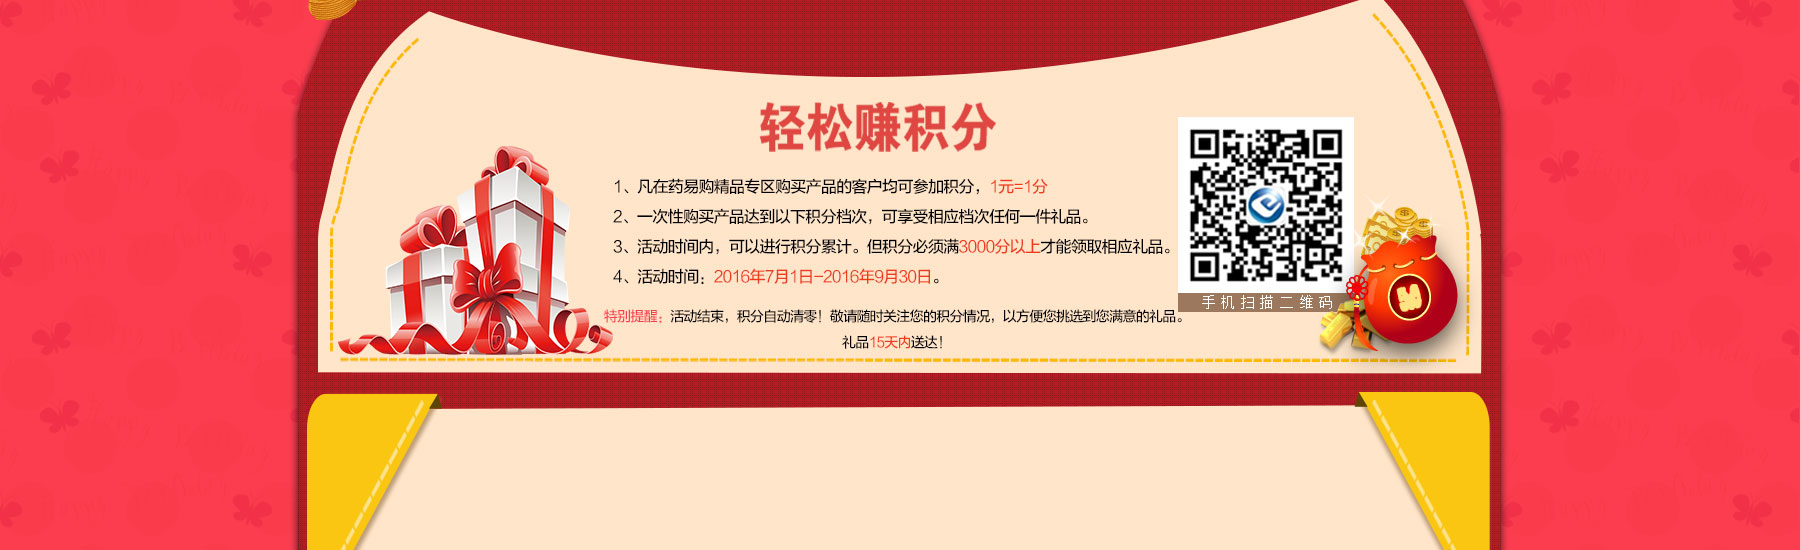 轻松赚积分
1、凡在药易购精品专区购买产品的客户均可参加积分，1元=1分
2、一次性购买产品达到以下积分档次，可享受相应档次任何一件礼品。
3、活动时间内，可以进行积分累计。但积分必须满3000分以上才能领取相应礼品。
4、活动时间：2016年7月1日-2016年9月30日。
特别提醒：活动结束，积分自动清零！敬请随时关注您的积分情况，以方便您挑选到您满意的礼品。
礼品15天内送达！
手机扫描二维码